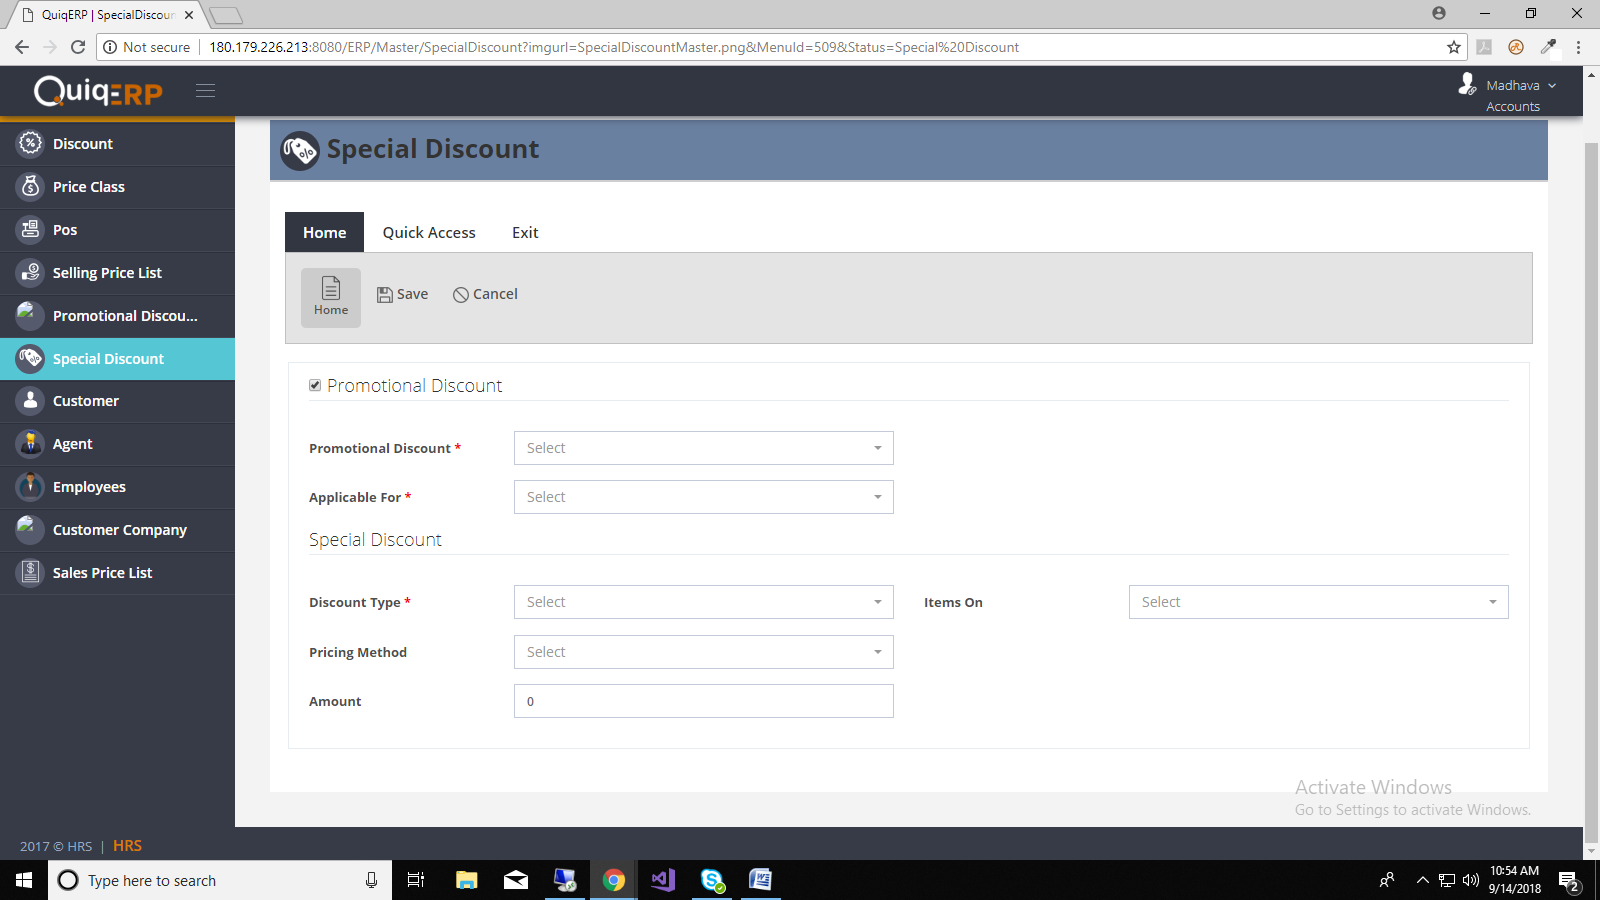 QuiqERP | SpecialDiscoun
Not secure
180.179.226.213:8080/ERP/Master/SpecialDiscount?imgurl=SpecialDiscountMaster.png&MenuId=509&Status=Special%20Discount
QuiqERP
Madhava
Accounts
Discount
Price Class
Pos
Selling Price List
Promotional Discou...
Special Discount
Customer
Agent
Employees
Customer Company
Sales Price List
Special Discount
Home Quick Access Exit
Home
Save
Cancel
Promotional Discount
Promotional Discount * Select
Applicable For * Select
Special Discount
Discount Type * Select Items On Select
Pricing Method Select
Amount 0
Activate Windows
Go to Settings to activate Windows.
2017 © HRS | HRS
Type here to search
10:54 AM
9/14/2018
2